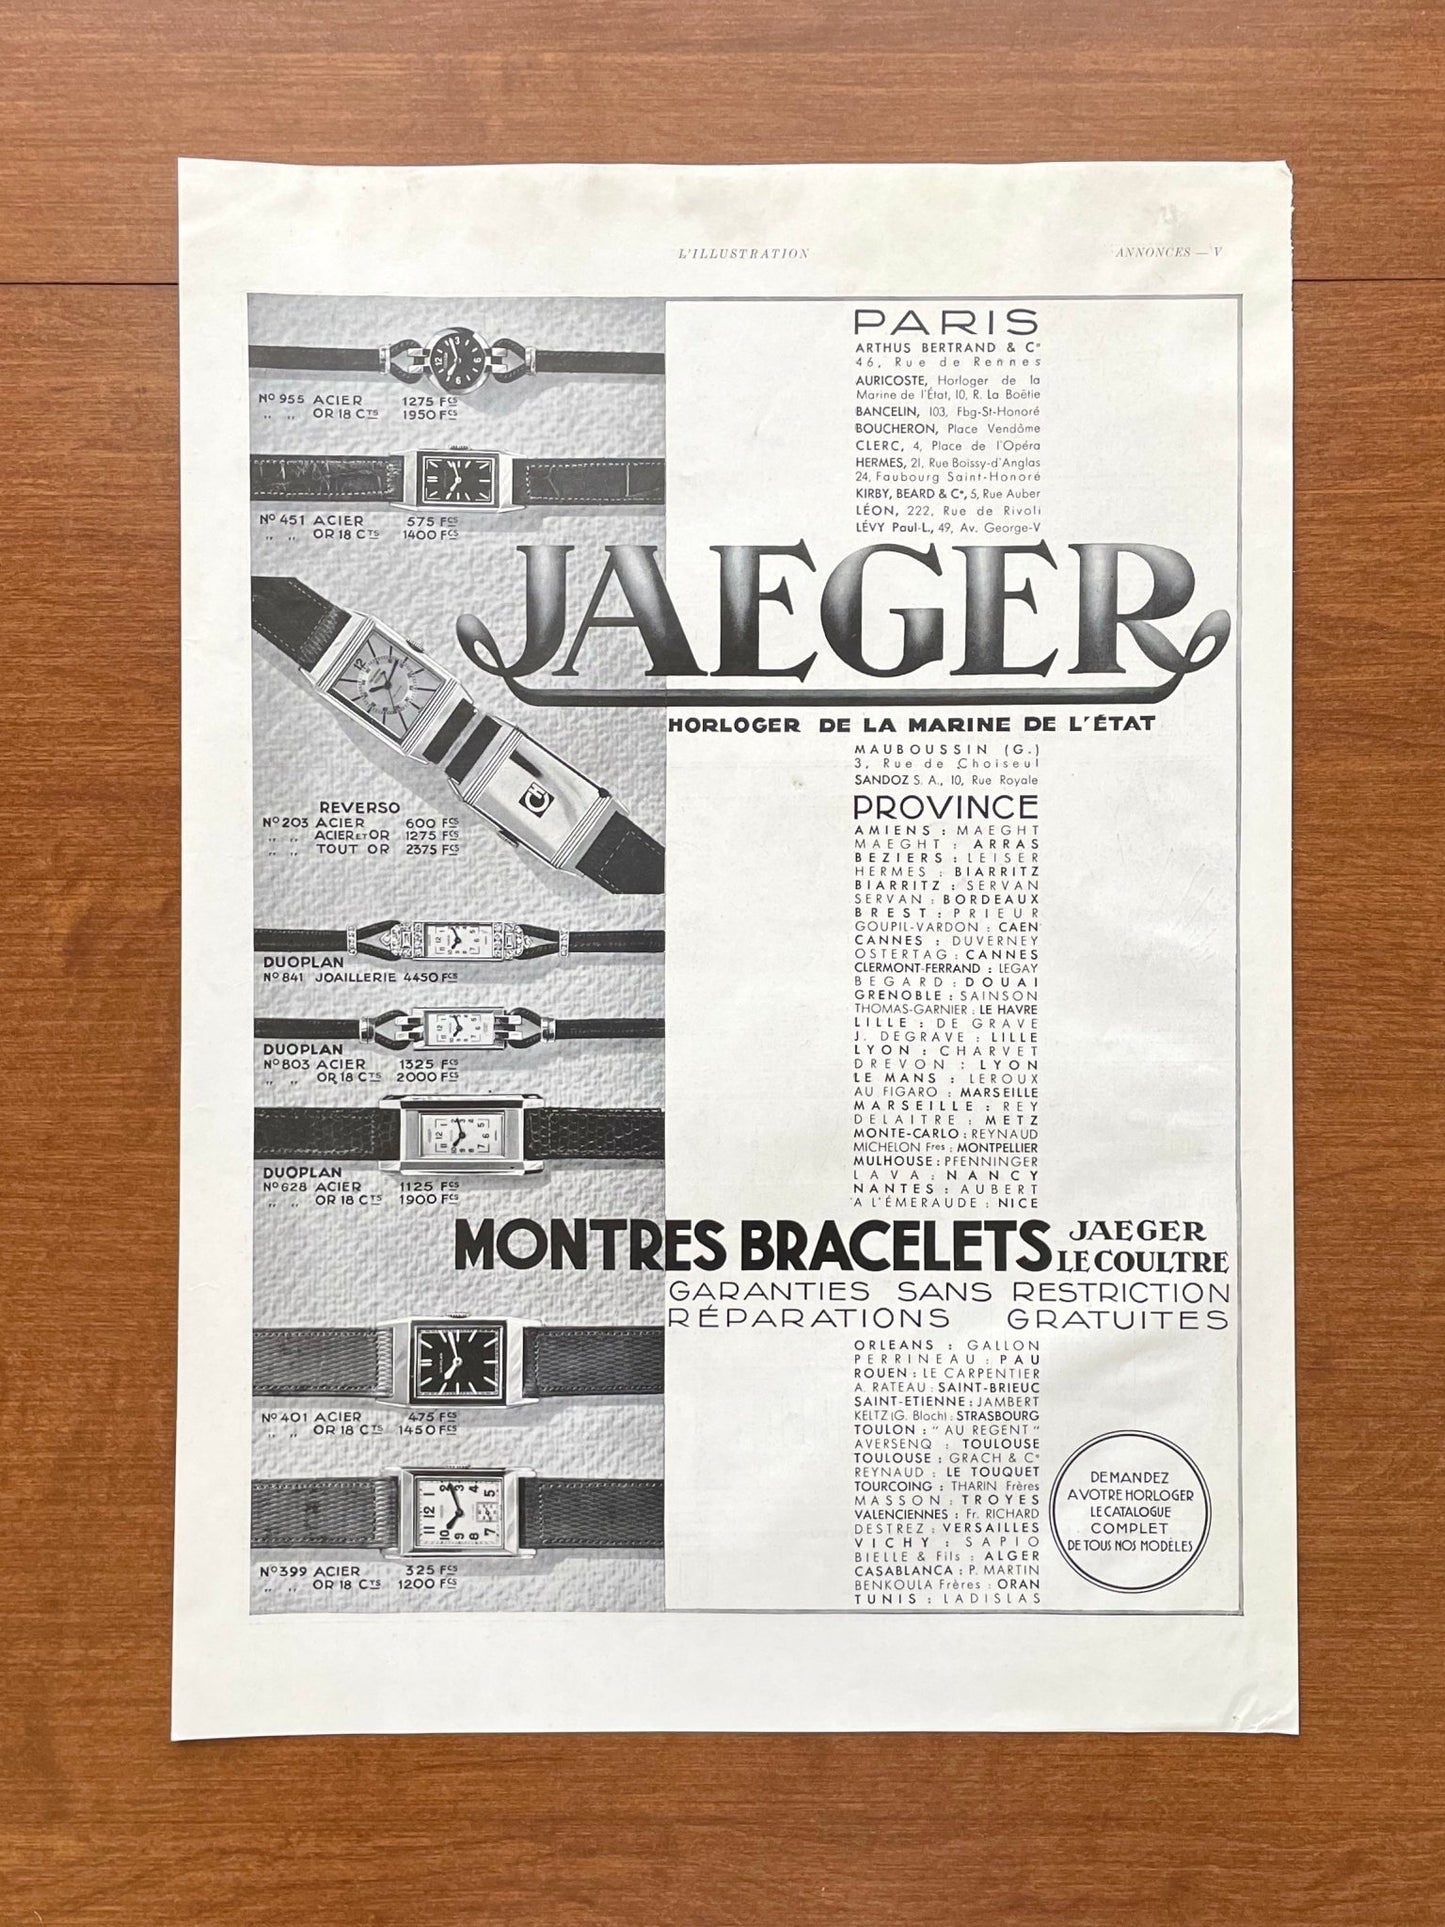 L'ILLUSTRATION
ANNONCES — V
Nº 955 ACIER 1275 FCS
„ „ OR 18 CTS 1950 FCS
Nº 451 ACIER 575 FCS
„ „ OR 18 CTS 1400 FCS
REVERSO
Nº 203 ACIER 600 FCS
„ „ ACIER ET OR 1275 FCS
„ „ TOUT OR 2375 FCS
DUOPLAN
Nº 841 JOAILLERIE 4450 FCS
DUOPLAN
Nº 803 ACIER 1325 FCS
„ „ OR 18 CTS 2000 FCS
DUOPLAN
Nº 628 ACIER 1125 FCS
„ „ OR 18 CTS 1900 FCS
Nº 401 ACIER 475 FCS
„ „ OR 18 CTS 1450 FCS
Nº 399 ACIER 325 FCS
„ „ OR 18 CTS 1200 FCS
PARIS
ARTHUS BERTRAND & Cᵉ
46, Rue de Rennes
AURICOSTE, Horloger de la
Marine de l'État, 10, R. La Boëtie
BANCELIN, 103, Fbg-St-Honoré
BOUCHERON, Place Vendôme
CLERC, 4, Place de l'Opéra
HERMES, 21, Rue Boissy-d'Anglas
24, Faubourg Saint-Honoré
KIRBY, BEARD & Cᵉ, 5, Rue Auber
LÉON, 222, Rue de Rivoli
LÉVY Paul-L., 49, Av. George-V
JAEGER
HORLOGER DE LA MARINE DE L'ÉTAT
MAUBOUSSIN (G.)
3, Rue de Choiseul
SANDOZ S. A., 10, Rue Royale
PROVINCE
AMIENS : MAEGHT
MAEGHT : ARRAS
BEZIERS : LEISER
HERMES : BIARRITZ
BIARRITZ : SERVAN
SERVAN : BORDEAUX
BREST : PRIEUR
GOUPIL-VARDON : CAEN
CANNES : DUVERNEY
OSTERTAG : CANNES
CLERMONT-FERRAND : LEGAY
BEGARD : DOUAI
GRENOBLE : SAINSON
THOMAS-GARNIER : LE HAVRE
LILLE : DE GRAVE
J. DEGRAVE : LILLE
LYON : CHARVET
DREVON : LYON
LE MANS : LEROUX
AU FIGARO : MARSEILLE
MARSEILLE : REY
DELAITRE : METZ
MONTE-CARLO : REYNAUD
MICHELON Fres : MONTPELLIER
MULHOUSE : PFENNINGER
LAVA : NANCY
NANTES : AUBERT
A L'ÉMERAUDE : NICE
MONTRES BRACELETS JAEGER
LE COULTRE
GARANTIES SANS RESTRICTION
RÉPARATIONS GRATUITES
ORLEANS : GALLON
PERRINEAU : PAU
ROUEN : LE CARPENTIER
A. RATEAU : SAINT-BRIEUC
SAINT-ETIENNE : JAMBERT
KELTZ (G. Bloch) : STRASBOURG
TOULON : "AU REGENT"
AVERSENQ : TOULOUSE
TOULOUSE : GRACH & Cᵉ
REYNAUD : LE TOUQUET
TOURCOING : THARIN Frères
MASSON : TROYES
VALENCIENNES : Fr. RICHARD
DESTREZ : VERSAILLES
VICHY : SAPIO
BIELLE & Fils : ALGER
CASABLANCA : P. MARTIN
BENKOULA Frères : ORAN
TUNIS : LADISLAS
DEMANDEZ
A VOTRE HORLOGER
LE CATALOGUE
COMPLET
DE TOUS NOS MODÈLES